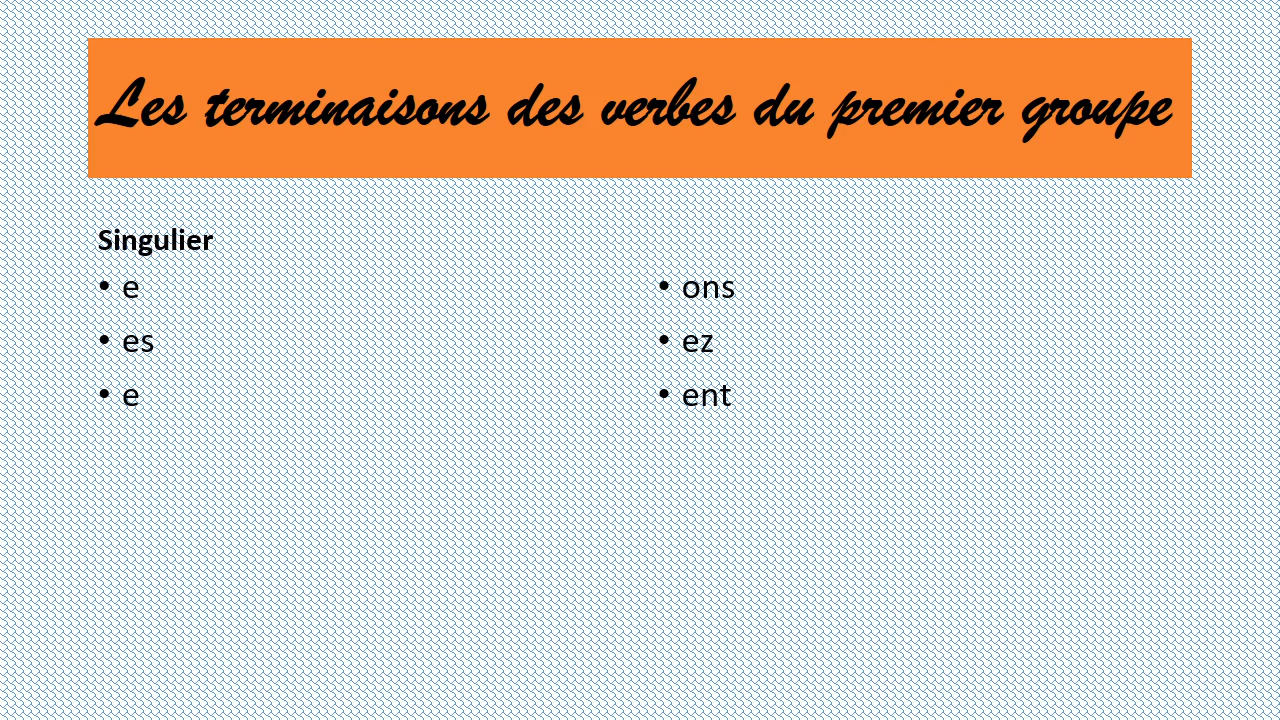 Les terminaisons des verbes du premier groupe
Singulier
• e
• es
• e
• ons
• ez
• ent